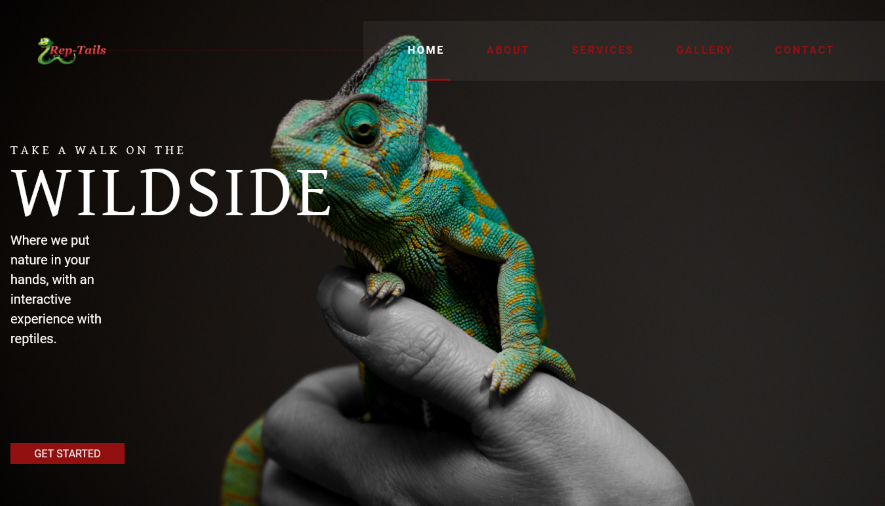 Rep-Tails
HOME ABOUT SERVICES GALLERY CONTACT
TAKE A WALK ON THE
WILDSIDE
Where we put
nature in your
hands, with an
interactive
experience with
reptiles.
GET STARTED